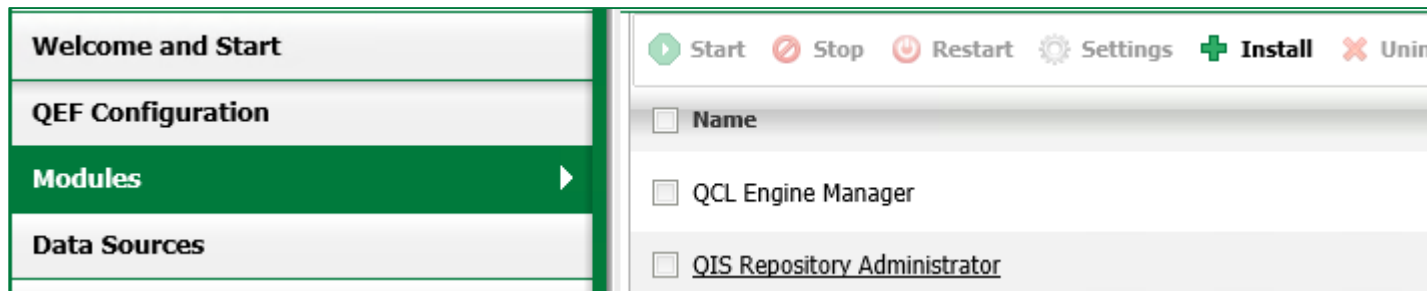 Welcome and Start
QEF Configuration
Modules
Data Sources
Start Stop Restart Settings Install
Name
QCL Engine Manager
QIS Repository Administrator